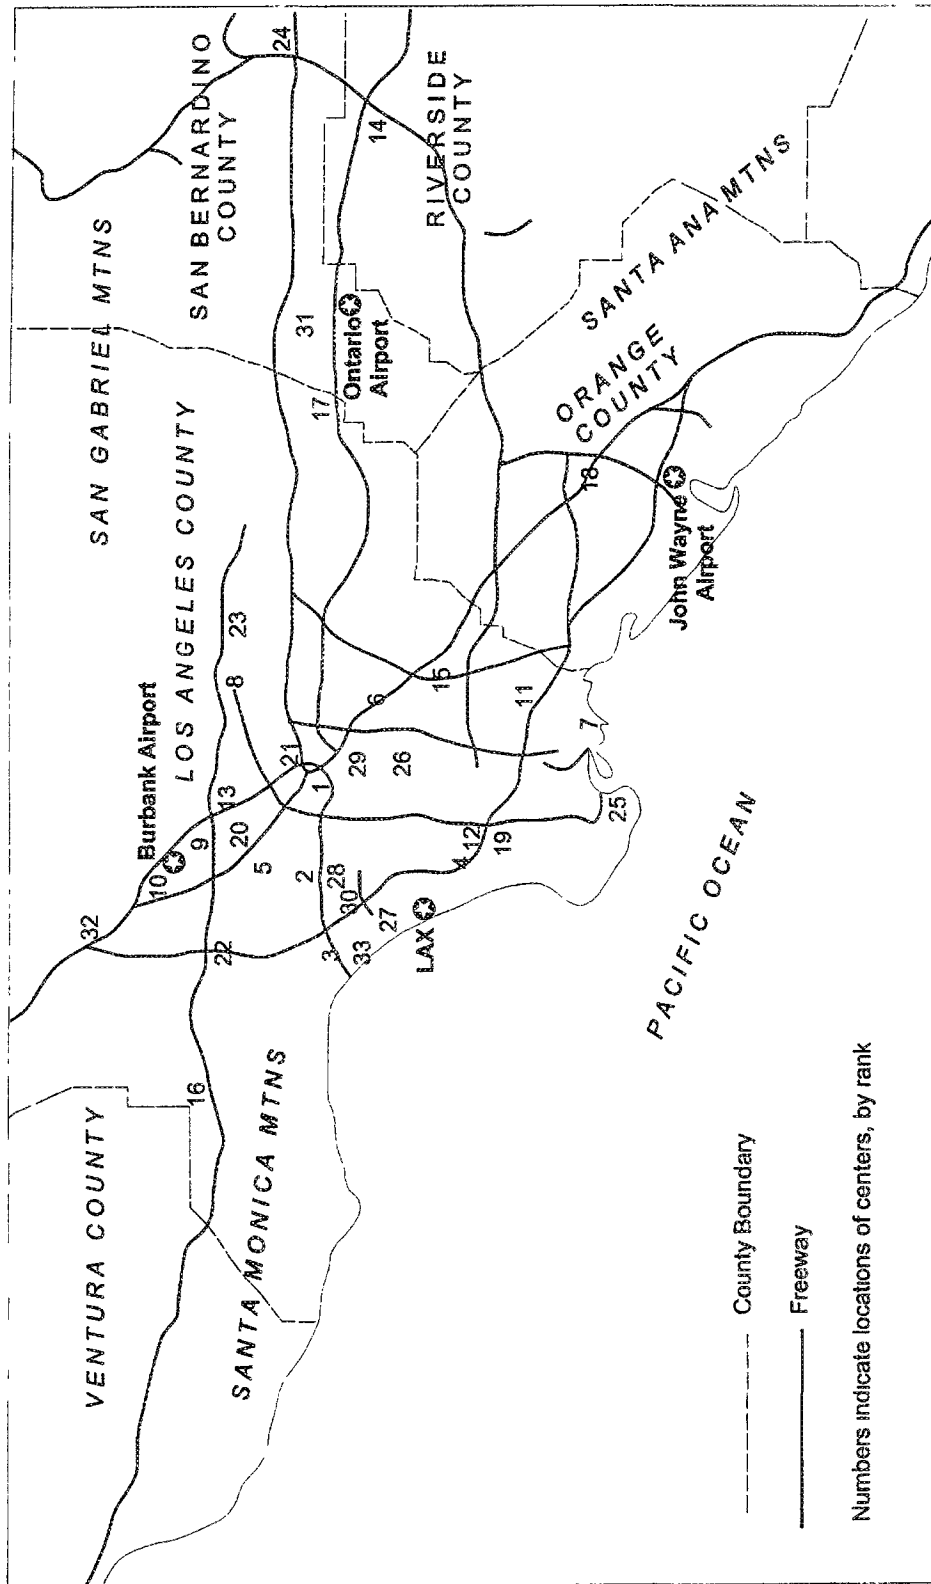 SAN GABRIEL MTNS
VENTURA COUNTY
LOS ANGELES COUNTY
SAN BERNARDINO
COUNTY
RIVERSIDE
COUNTY
ORANGE
COUNTY
SANTA ANA MTNS
SANTA MONICA MTNS
PACIFIC OCEAN
Burbank Airport
Ontario
Airport
John Wayne
Airport
LAX
32
10
9
13
8
23
24
16
22
20
5
21
1
2
3
28
30
33
27
29
26
6
17
31
14
15
4
12
19
11
18
7
25
County Boundary
Freeway
Numbers indicate locations of centers, by rank